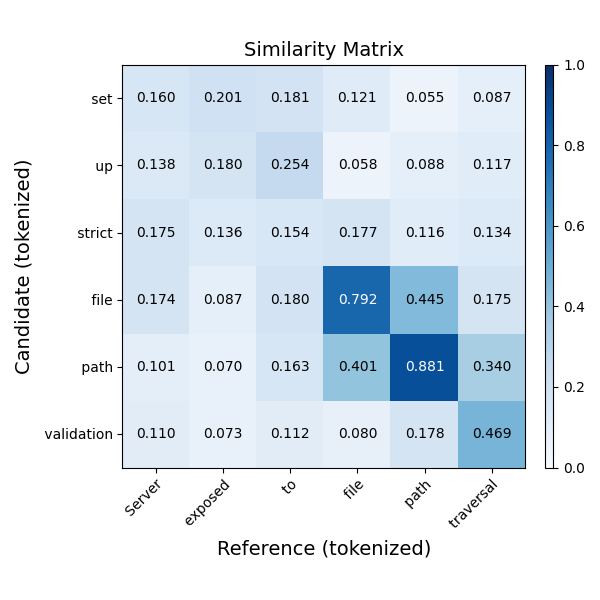 Similarity Matrix
Candidate (tokenized)
set 0.160 0.201 0.181 0.121 0.055 0.087
up 0.138 0.180 0.254 0.058 0.088 0.117
strict 0.175 0.136 0.154 0.177 0.116 0.134
file 0.174 0.087 0.180 0.792 0.445 0.175
path 0.101 0.070 0.163 0.401 0.881 0.340
validation 0.110 0.073 0.112 0.080 0.178 0.469
Server exposed to file path traversal
Reference (tokenized)
1.0
0.8
0.6
0.4
0.2
0.0